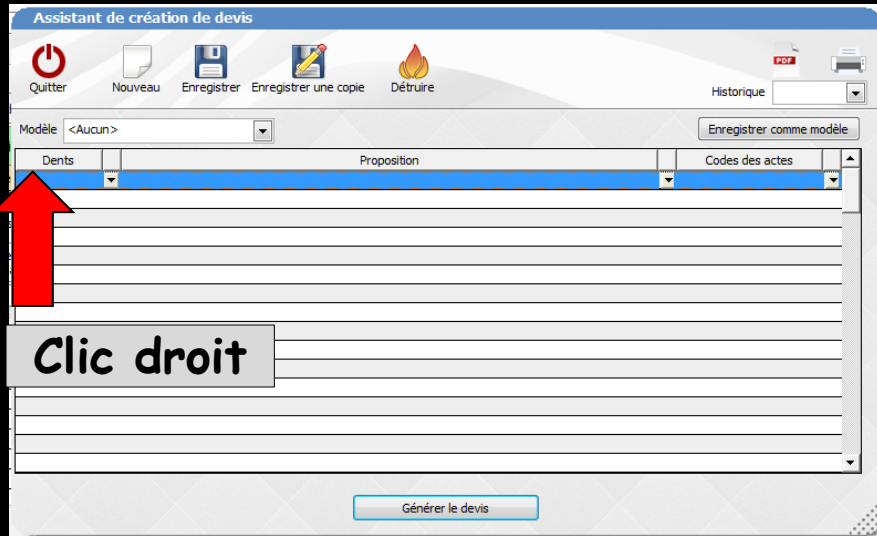 Assistant de création de devis
Quitter Nouveau Enregistrer Enregistrer une copie Détruire
PDF
Historique
Modèle <Aucun> Enregistrer comme modèle
Dents Proposition Codes des actes
Clic droit
Générer le devis